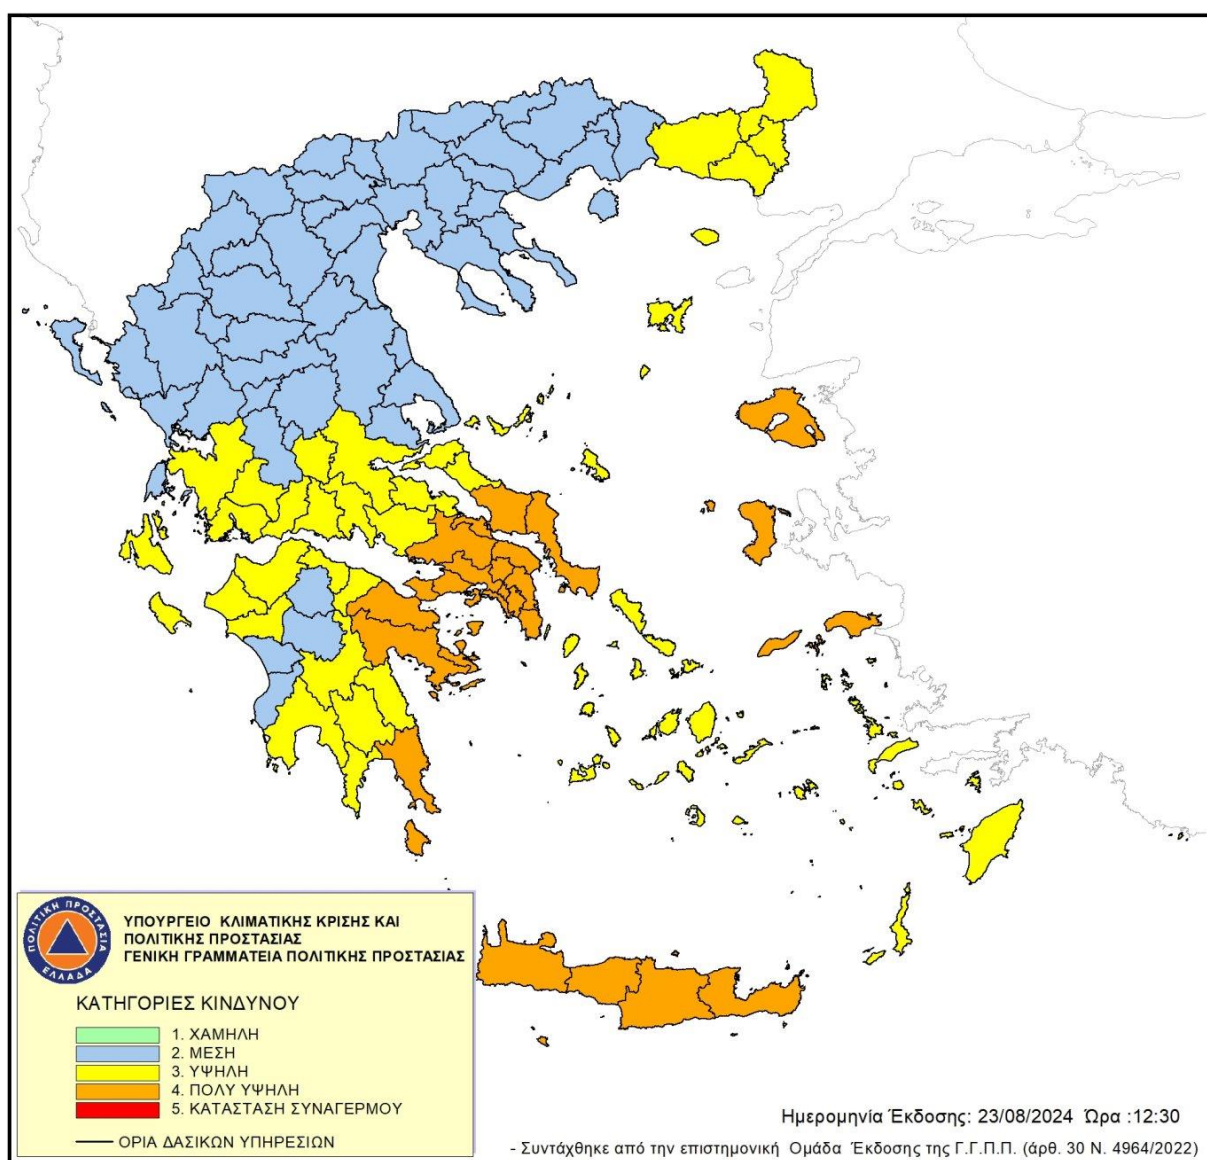 ΠΟΛΙΤΙΚΗ ΠΡΟΣΤΑΣΙΑ
ΕΛΛΑΔΑ
ΥΠΟΥΡΓΕΙΟ ΚΛΙΜΑΤΙΚΗΣ ΚΡΙΣΗΣ ΚΑΙ
ΠΟΛΙΤΙΚΗΣ ΠΡΟΣΤΑΣΙΑΣ
ΓΕΝΙΚΗ ΓΡΑΜΜΑΤΕΙΑ ΠΟΛΙΤΙΚΗΣ ΠΡΟΣΤΑΣΙΑΣ
ΚΑΤΗΓΟΡΙΕΣ ΚΙΝΔΥΝΟΥ
1. ΧΑΜΗΛΗ
2. ΜΕΣΗ
3. ΥΨΗΛΗ
4. ΠΟΛΥ ΥΨΗΛΗ
5. ΚΑΤΑΣΤΑΣΗ ΣΥΝΑΓΕΡΜΟΥ
ΟΡΙΑ ΔΑΣΙΚΩΝ ΥΠΗΡΕΣΙΩΝ
Ημερομηνία Έκδοσης: 23/08/2024 Ώρα :12:30
- Συντάχθηκε από την επιστημονική Ομάδα Έκδοσης της Γ.Γ.Π.Π. (άρθ. 30 Ν. 4964/2022)